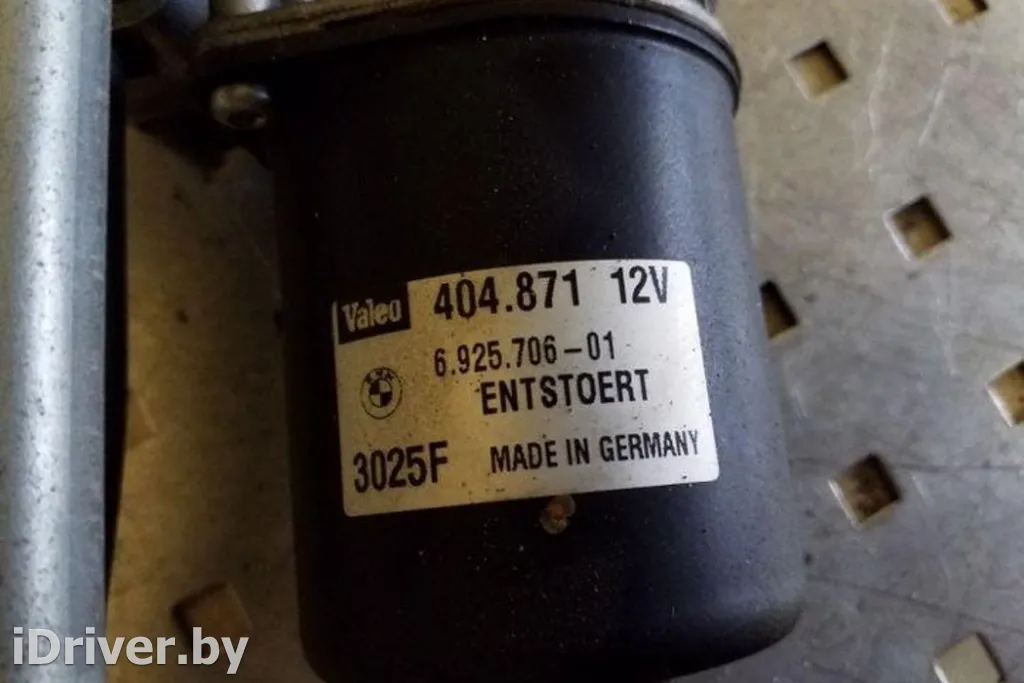 Valeo 404.871 12V
6.925.706-01
ENTSTOERT
3025F MADE IN GERMANY
iDriver.by